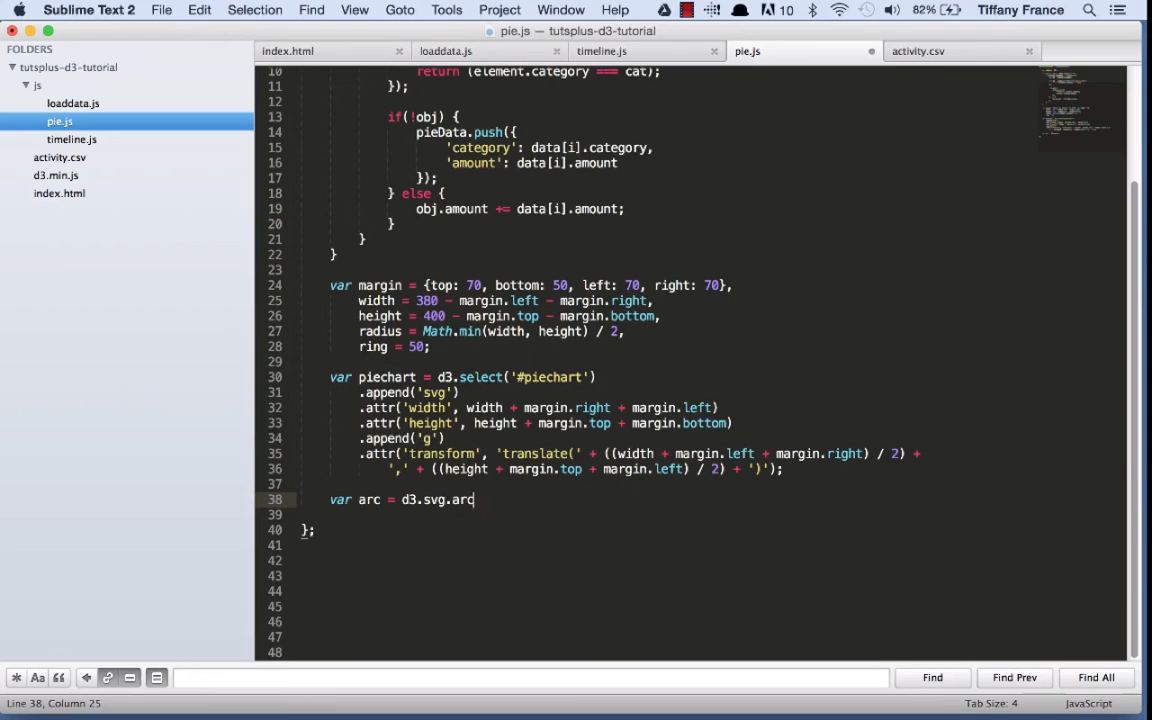 Sublime Text 2 File Edit Selection Find View Goto Tools Project Window Help 10 82% Tiffany France
pie.js — tutsplus-d3-tutorial
FOLDERS
tutsplus-d3-tutorial
js
loaddata.js
pie.js
timeline.js
activity.csv
d3.min.js
index.html
index.html loaddata.js timeline.js pie.js activity.csv
10 return (element.category === cat);
11 });
12
13 if(!obj) {
14 pieData.push({
15 'category': data[i].category,
16 'amount': data[i].amount
17 });
18 } else {
19 obj.amount += data[i].amount;
20 }
21 }
22 }
23
24 var margin = {top: 70, bottom: 50, left: 70, right: 70},
25 width = 380 - margin.left - margin.right,
26 height = 400 - margin.top - margin.bottom,
27 radius = Math.min(width, height) / 2,
28 ring = 50;
29
30 var piechart = d3.select('#piechart')
31 .append('svg')
32 .attr('width', width + margin.right + margin.left)
33 .attr('height', height + margin.top + margin.bottom)
34 .append('g')
35 .attr('transform', 'translate(' + ((width + margin.left + margin.right) / 2) +
36 ',' + ((height + margin.top + margin.left) / 2) + ')');
37
38 var arc = d3.svg.arc
39
40 };
41
42
43
44
45
46
47
48
Aa Find Find Prev Find All
Line 38, Column 25 Tab Size: 4 JavaScript